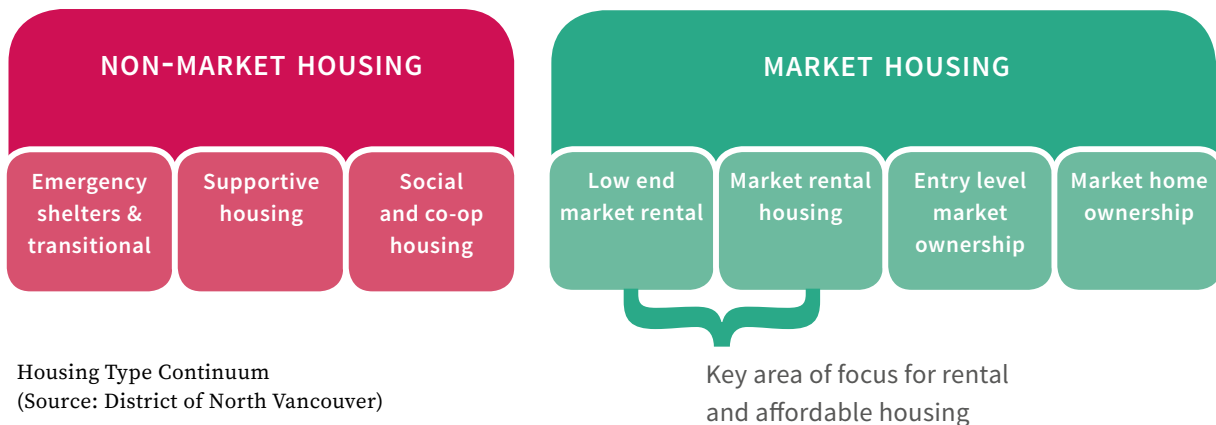 NON-MARKET HOUSING
Emergency
shelters &
transitional
Supportive
housing
Social
and co-op
housing
MARKET HOUSING
Low end
market rental
Market rental
housing
Entry level
market
ownership
Market home
ownership
Housing Type Continuum
(Source: District of North Vancouver)
Key area of focus for rental
and affordable housing